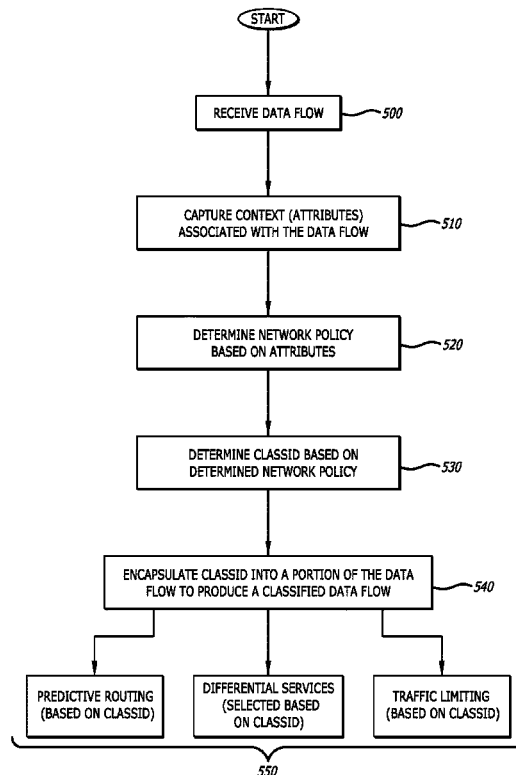 START
RECEIVE DATA FLOW
500
CAPTURE CONTEXT (ATTRIBUTES)
ASSOCIATED WITH THE DATA FLOW
510
DETERMINE NETWORK POLICY
BASED ON ATTRIBUTES
520
DETERMINE CLASSID BASED ON
DETERMINED NETWORK POLICY
530
ENCAPSULATE CLASSID INTO A PORTION OF THE DATA
FLOW TO PRODUCE A CLASSIFIED DATA FLOW
540
PREDICTIVE ROUTING
(BASED ON CLASSID)
DIFFERENTIAL SERVICES
(SELECTED BASED
ON CLASSID)
TRAFFIC LIMITING
(BASED ON CLASSID)
550